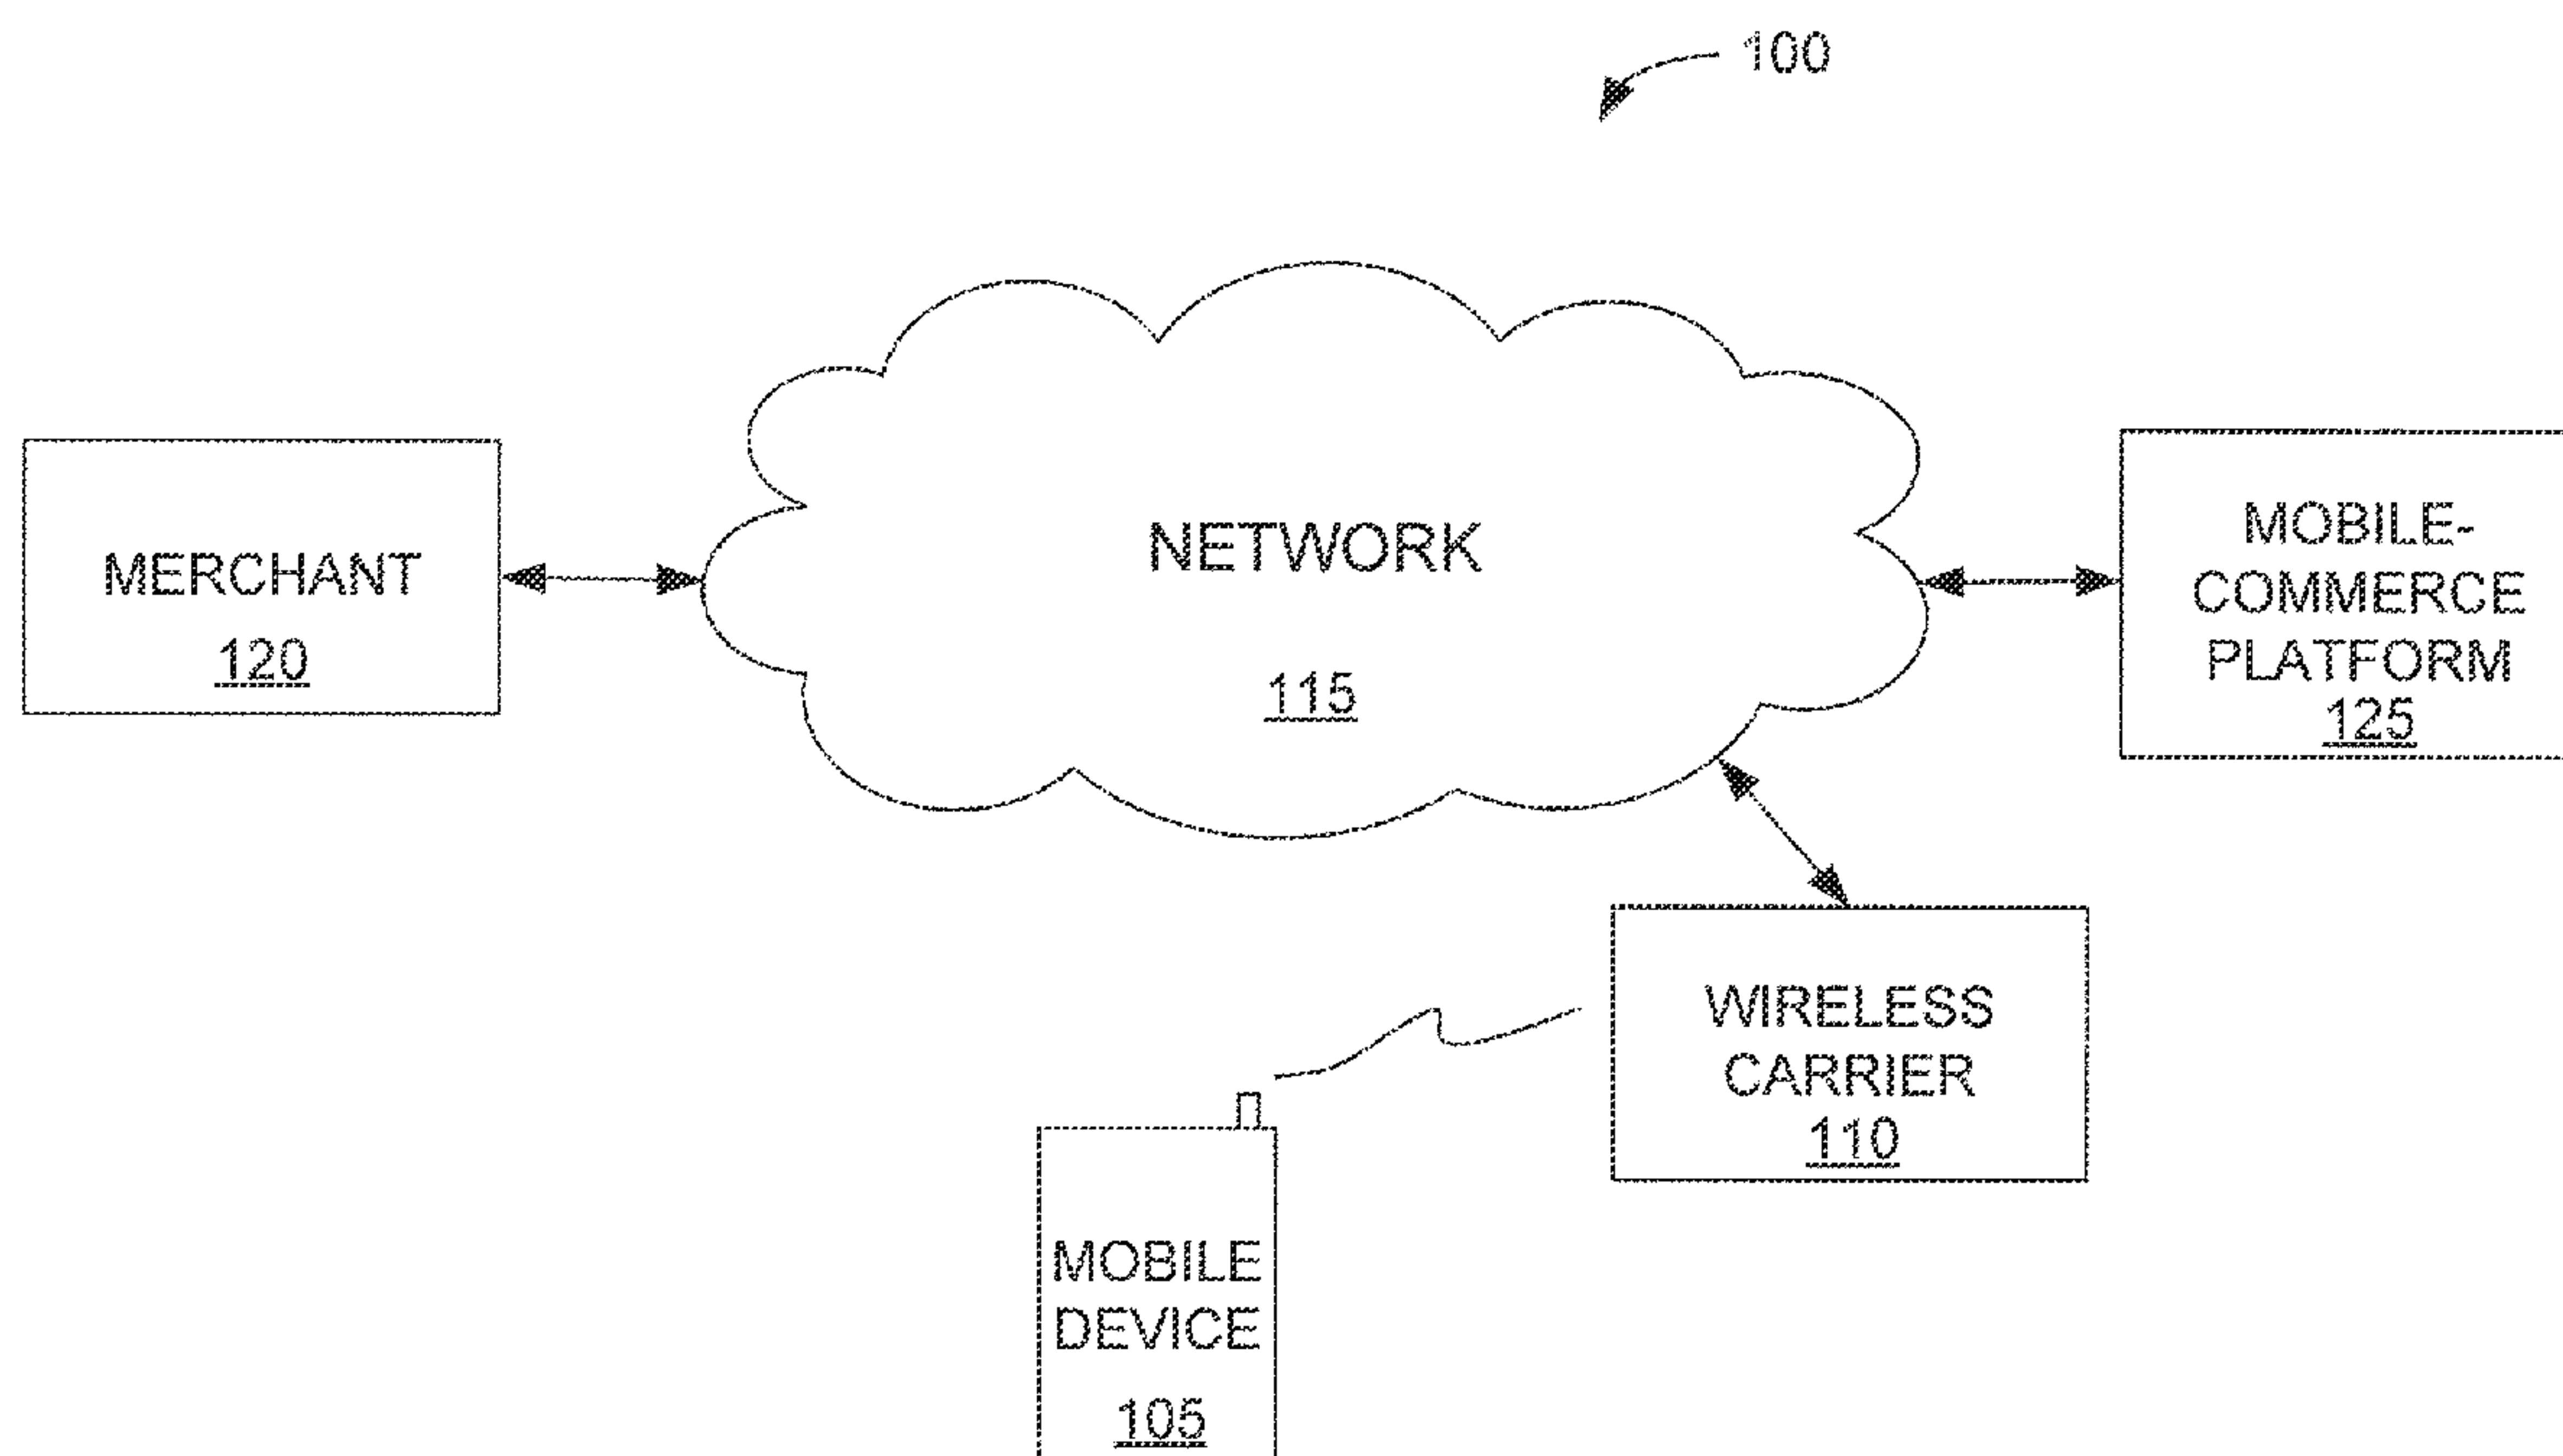 100
NETWORK
115
MERCHANT
120
MOBILE-
COMMERCE
PLATFORM
125
WIRELESS
CARRIER
110
MOBILE
DEVICE
105